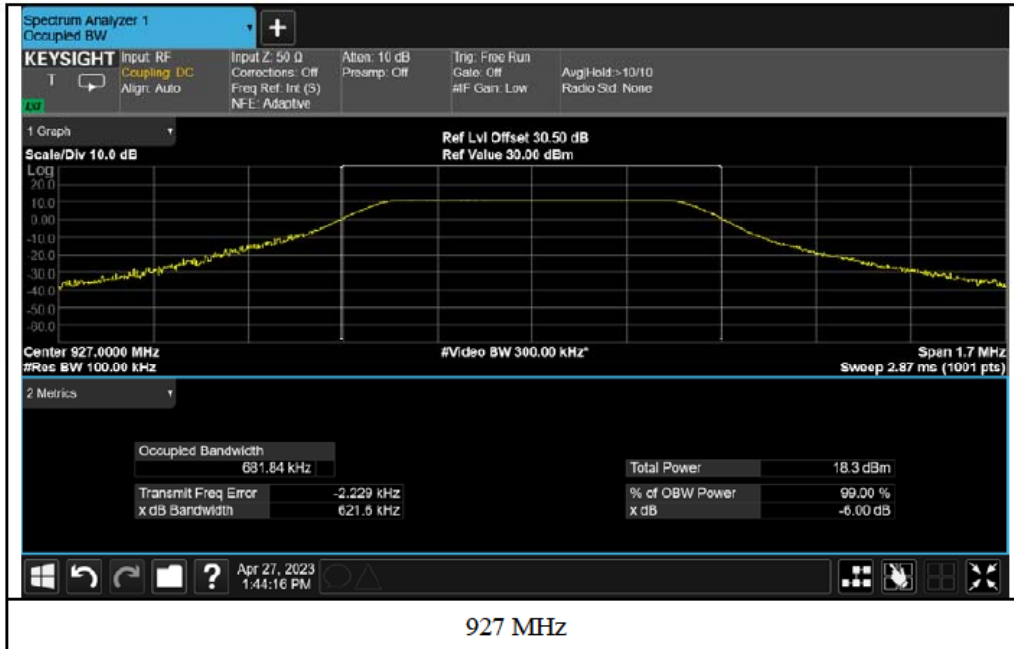 Spectrum Analyzer 1
Occupied BW
+
KEYSIGHT
T
LXI
Input: RF
Coupling: DC
Align: Auto
Input Z: 50 Ω
Corrections: Off
Freq Ref: Int (S)
NFE: Adaptive
Atten: 10 dB
Preamp: Off
Trig: Free Run
Gate: Off
#IF Gain: Low
Avg|Hold:>10/10
Radio Std: None
1 Graph
Scale/Div 10.0 dB
Ref Lvl Offset 30.50 dB
Ref Value 30.00 dBm
Log
20.0
10.0
0.00
-10.0
-20.0
-30.0
-40.0
-50.0
-60.0
Center 927.0000 MHz
#Res BW 100.00 kHz
#Video BW 300.00 kHz*
Span 1.7 MHz
Sweep 2.87 ms (1001 pts)
2 Metrics
Occupied Bandwidth
681.84 kHz
Total Power 18.3 dBm
Transmit Freq Error -2.229 kHz
% of OBW Power 99.00 %
x dB Bandwidth 621.6 kHz
x dB -6.00 dB
?
Apr 27, 2023
1:44:16 PM
927 MHz